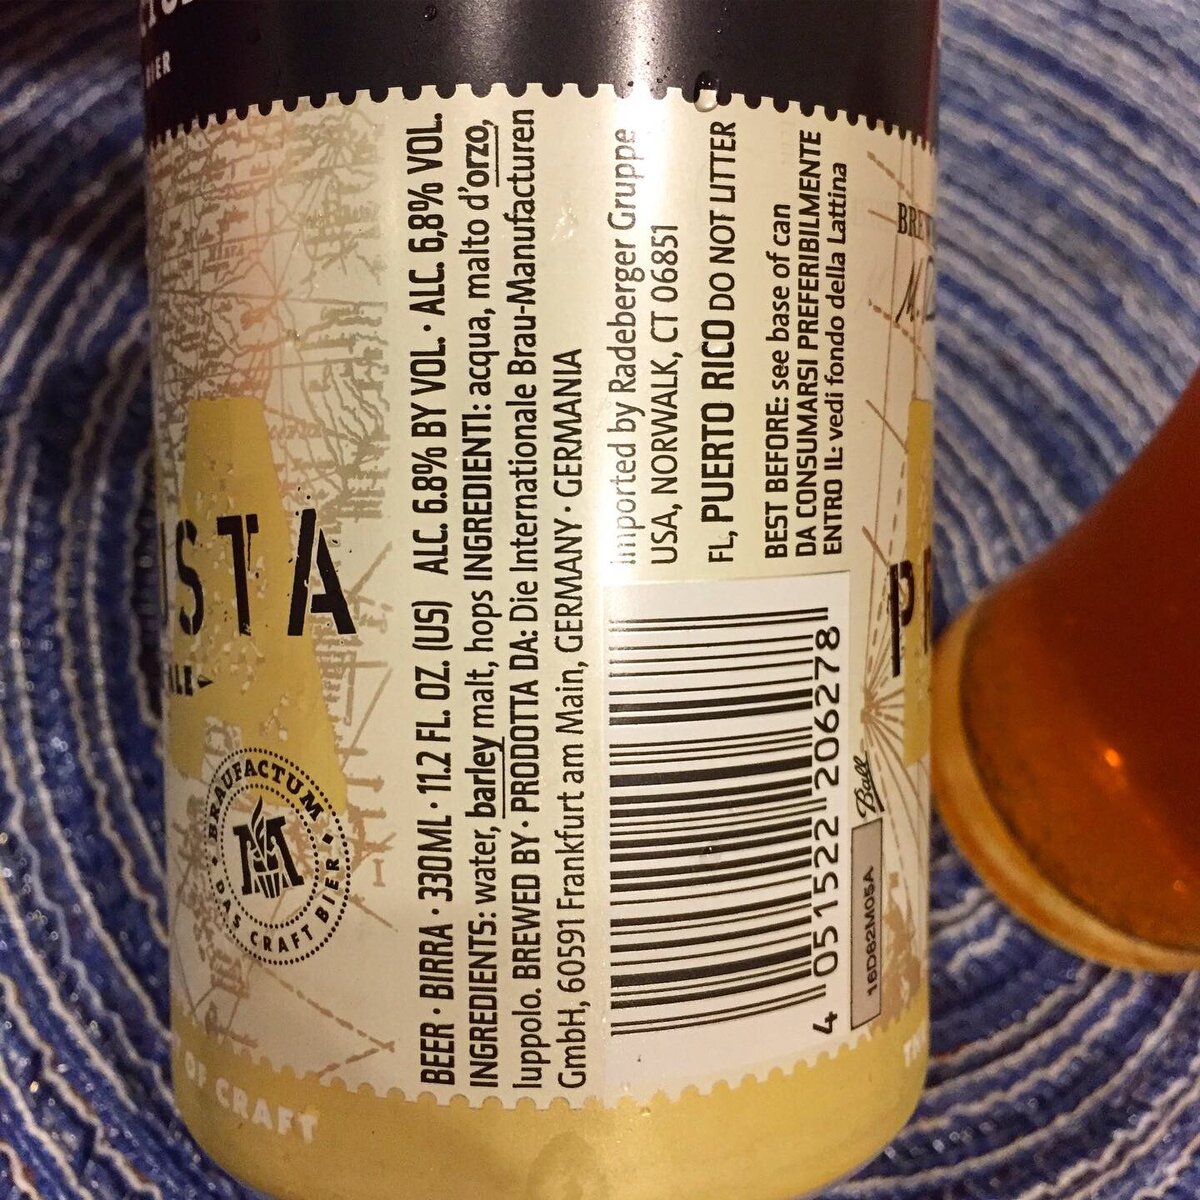 BIER
USTA
ALE
BRAUFACTUM
DAS CRAFT BIER
OF CRAFT
BEER · BIRRA · 330ML · 11.2 FL. OZ. (US) ALC. 6.8% BY VOL. · ALC. 6,8% VOL.
INGREDIENTS: water, barley malt, hops INGREDIENTI: acqua, malto d'orzo,
luppolo. BREWED BY · PRODOTTA DA: Die Internationale Brau-Manufacturen
GmbH, 60591 Frankfurt am Main, GERMANY · GERMANIA
Imported by Radeberger Gruppe
USA, NORWALK, CT 06851
FL, PUERTO RICO DO NOT LITTER
BEST BEFORE: see base of can
DA CONSUMARSI PREFERIBILMENTE
ENTRO IL: vedi fondo della Lattina
4 051522 206278
Ball
16D82M05A